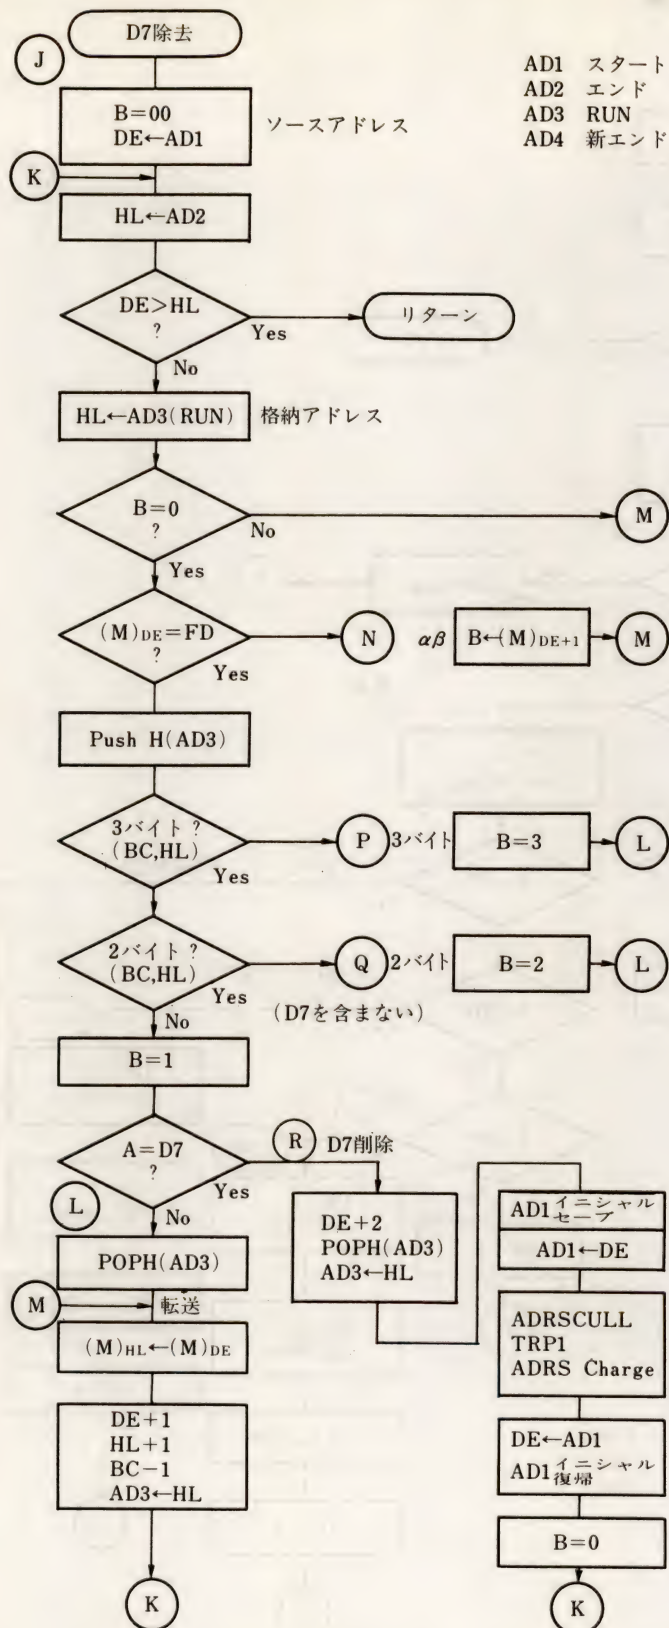 D7除去
J
AD1 スタート
AD2 エンド
AD3 RUN
AD4 新エンド
B=00
DE←AD1
ソースアドレス
K
HL←AD2
DE>HL
?
Yes
リターン
No
HL←AD3(RUN)
格納アドレス
B=0
?
No
M
Yes
(M)DE=FD
?
Yes
N
αβ
B←(M)DE+1
M
Push H(AD3)
3バイト?
(BC,HL)
Yes
P
3バイト
B=3
L
2バイト?
(BC,HL)
Yes
Q
2バイト
B=2
L
No
(D7を含まない)
B=1
A=D7
?
Yes
R
D7削除
L
No
DE+2
POPH(AD3)
AD3←HL
AD1イニシャル
セーブ
AD1←DE
POPH(AD3)
M
転送
ADRSCULL
TRP1
ADRS Charge
(M)HL←(M)DE
DE+1
HL+1
BC-1
AD3←HL
DE←AD1
AD1イニシャル
復帰
B=0
K
K